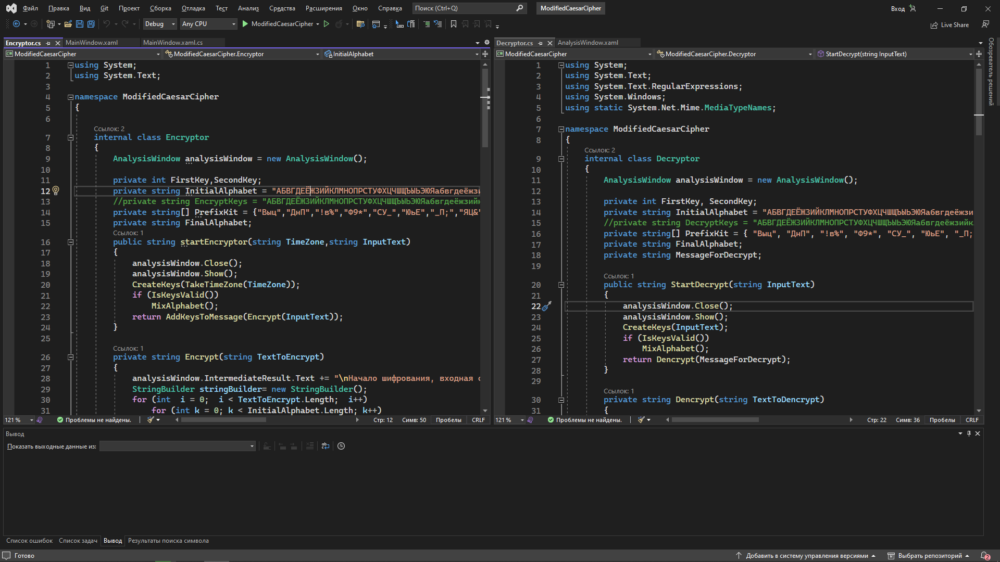 Файл Правка Вид Git Проект Сборка Отладка Тест Анализ Средства Расширения Окно Справка Поиск (Ctrl+Q) ModifiedCaesarCipher Вход
Debug Any CPU ModifiedCaesarCipher Live Share
Encryptor.cs MainWindow.xaml MainWindow.xaml.cs
ModifiedCaesarCipher ModifiedCaesarCipher.Encryptor InitialAlphabet
1 using System;
2 using System.Text;
3
4 namespace ModifiedCaesarCipher
5 {
6
Ссылок: 2
7 internal class Encryptor
8 {
9 AnalysisWindow analysisWindow = new AnalysisWindow();
10
11 private int FirstKey,SecondKey;
12 private string InitialAlphabet = "АБВГДЕЁЖЗИЙКЛМНОПРСТУФХЦЧШЩЪЫЬЭЮЯабвгдеёжзи
13 //private string EncryptKeys = "АБВГДЕЁЖЗИЙКЛМНОПРСТУФХЦЧШЩЪЫЬЭЮЯабвгдеёжзий
14 private string[] PrefixKit = {"Выц","ДнП","!в%","Ф9*","СУ_","ЮьЕ","_П;","ЯЦ&"
15 private string FinalAlphabet;
Ссылок: 1
16 public string startEncryptor(string TimeZone,string InputText)
17 {
18 analysisWindow.Close();
19 analysisWindow.Show();
20 CreateKeys(TakeTimeZone(TimeZone));
21 if (IsKeysValid())
22 MixAlphabet();
23 return AddKeysToMessage(Encrypt(InputText));
24 }
25
Ссылок: 1
26 private string Encrypt(string TextToEncrypt)
27 {
28 analysisWindow.IntermediateResult.Text += "\nНачало шифрования, входная с
29 StringBuilder stringBuilder= new StringBuilder();
30 for (int i = 0; i < TextToEncrypt.Length; i++)
31 for (int k = 0; k < InitialAlphabet.Length; k++)
121 % Проблемы не найдены. Стр: 12 Симв: 50 Пробелы CRLF
Decryptor.cs AnalysisWindow.xaml
ModifiedCaesarCipher ModifiedCaesarCipher.Decryptor StartDecrypt(string InputText)
1 using System;
2 using System.Text;
3 using System.Text.RegularExpressions;
4 using System.Windows;
5 using static System.Net.Mime.MediaTypeNames;
6
7 namespace ModifiedCaesarCipher
8 {
Ссылок: 2
9 internal class Decryptor
10 {
11 AnalysisWindow analysisWindow = new AnalysisWindow();
12
13 private int FirstKey, SecondKey;
14 private string InitialAlphabet = "АБВГДЕЁЖЗИЙКЛМНОПРСТУФХЦЧШЩЪЫЬЭЮЯабвгдеёжзи
15 //private string DecryptKeys = "АБВГДЕЁЖЗИЙКЛМНОПРСТУФХЦЧШЩЪЫЬЭЮЯабвгдеёжзийк
16 private string[] PrefixKit = { "Выц", "ДнП", "!в%", "Ф9*", "СУ_", "ЮьЕ", "_П;
17 private string FinalAlphabet;
18 private string MessageForDecrypt;
19
Ссылок: 1
20 public string StartDecrypt(string InputText)
21 {
22 analysisWindow.Close();
23 analysisWindow.Show();
24 CreateKeys(InputText);
25 if (IsKeysValid())
26 MixAlphabet();
27 return Dencrypt(MessageForDecrypt);
28 }
29
Ссылок: 1
30 private string Dencrypt(string TextToDencrypt)
31 {
121 % Проблемы не найдены. Стр: 22 Симв: 36 Пробелы CRLF
Обозреватель решений
Вывод
Показать выходные данные из:
Список ошибок Список задач Вывод Результаты поиска символа
Готово Добавить в систему управления версиями Выбрать репозиторий 2